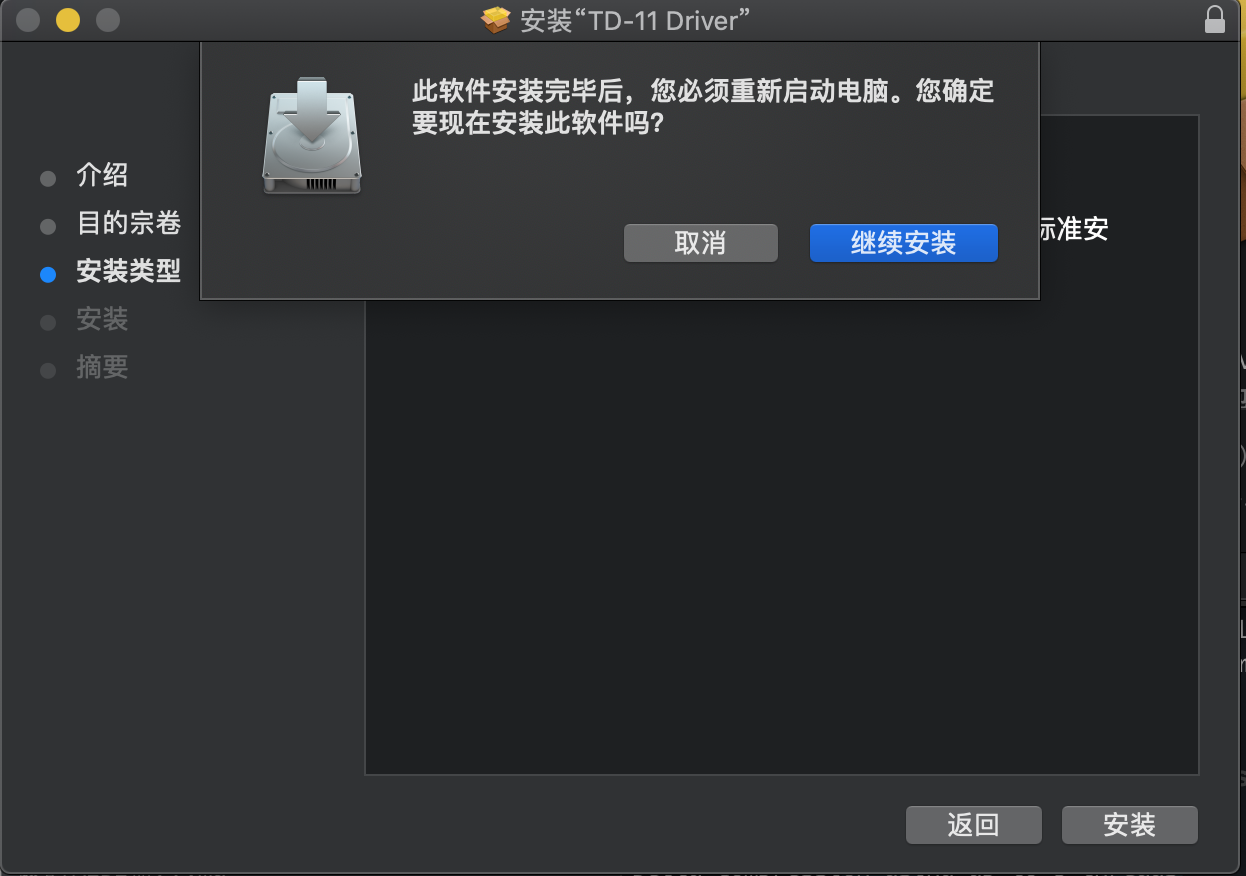 安装“TD-11 Driver”
此软件安装完毕后，您必须重新启动电脑。您确定
要现在安装此软件吗？
取消
继续安装
介绍
目的宗卷
安装类型
安装
摘要
标准安
返回
安装